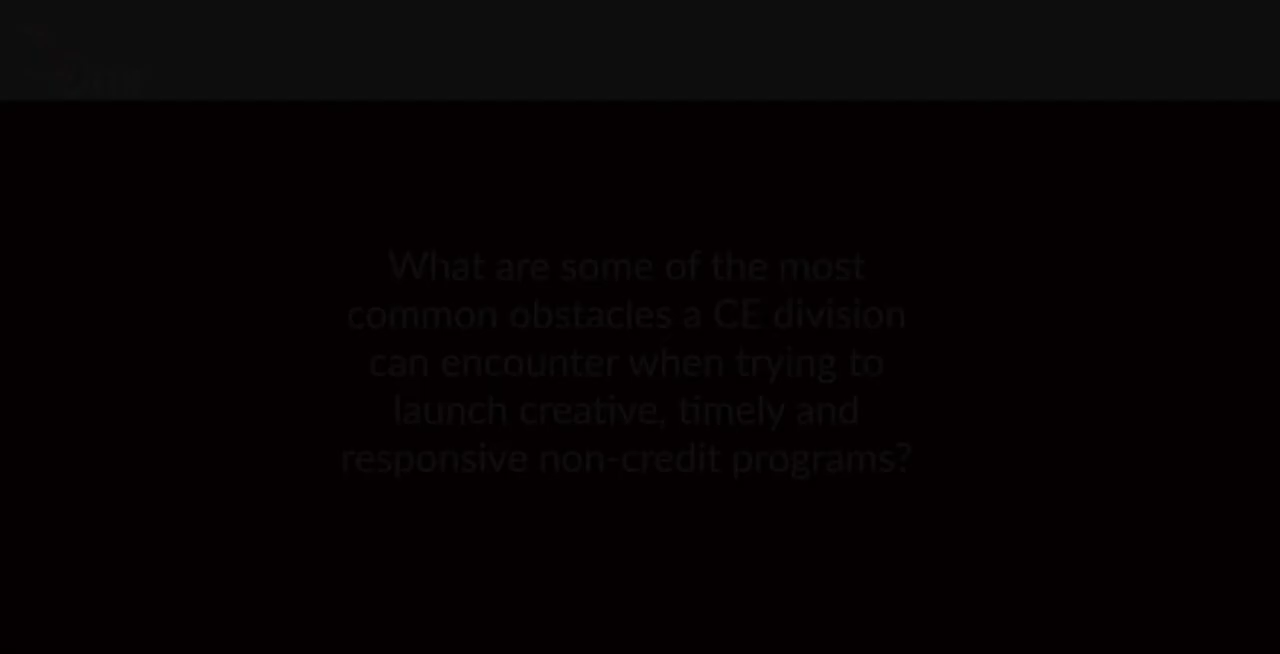 What are some of the most
common obstacles a CE division
can encounter when trying to
launch creative, timely and
responsive non-credit programs?